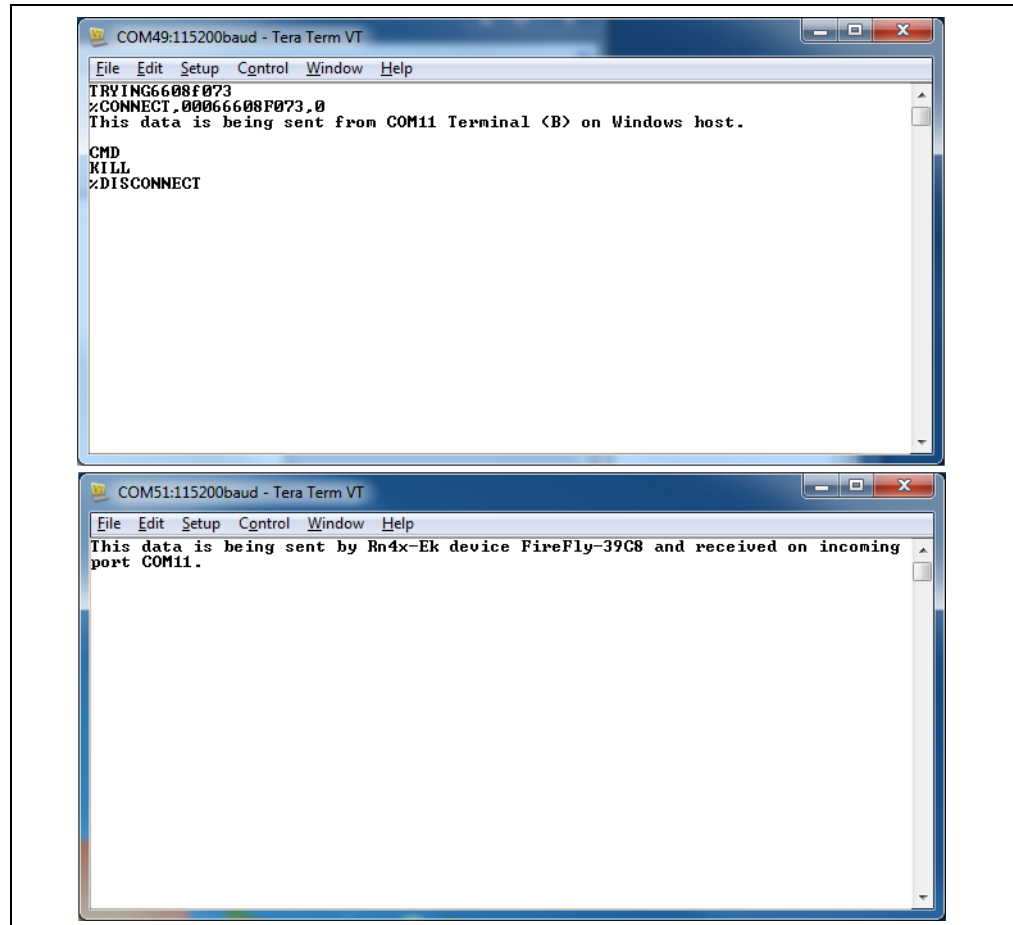 COM49:115200baud - Tera Term VT
File Edit Setup Control Window Help
TRYING6608f073
%CONNECT,00066608F073,0
This data is being sent from COM11 Terminal (B) on Windows host.
CMD
KILL
%DISCONNECT
COM51:115200baud - Tera Term VT
File Edit Setup Control Window Help
This data is being sent by Rn4x-Ek device FireFly-39C8 and received on incoming
port COM11.